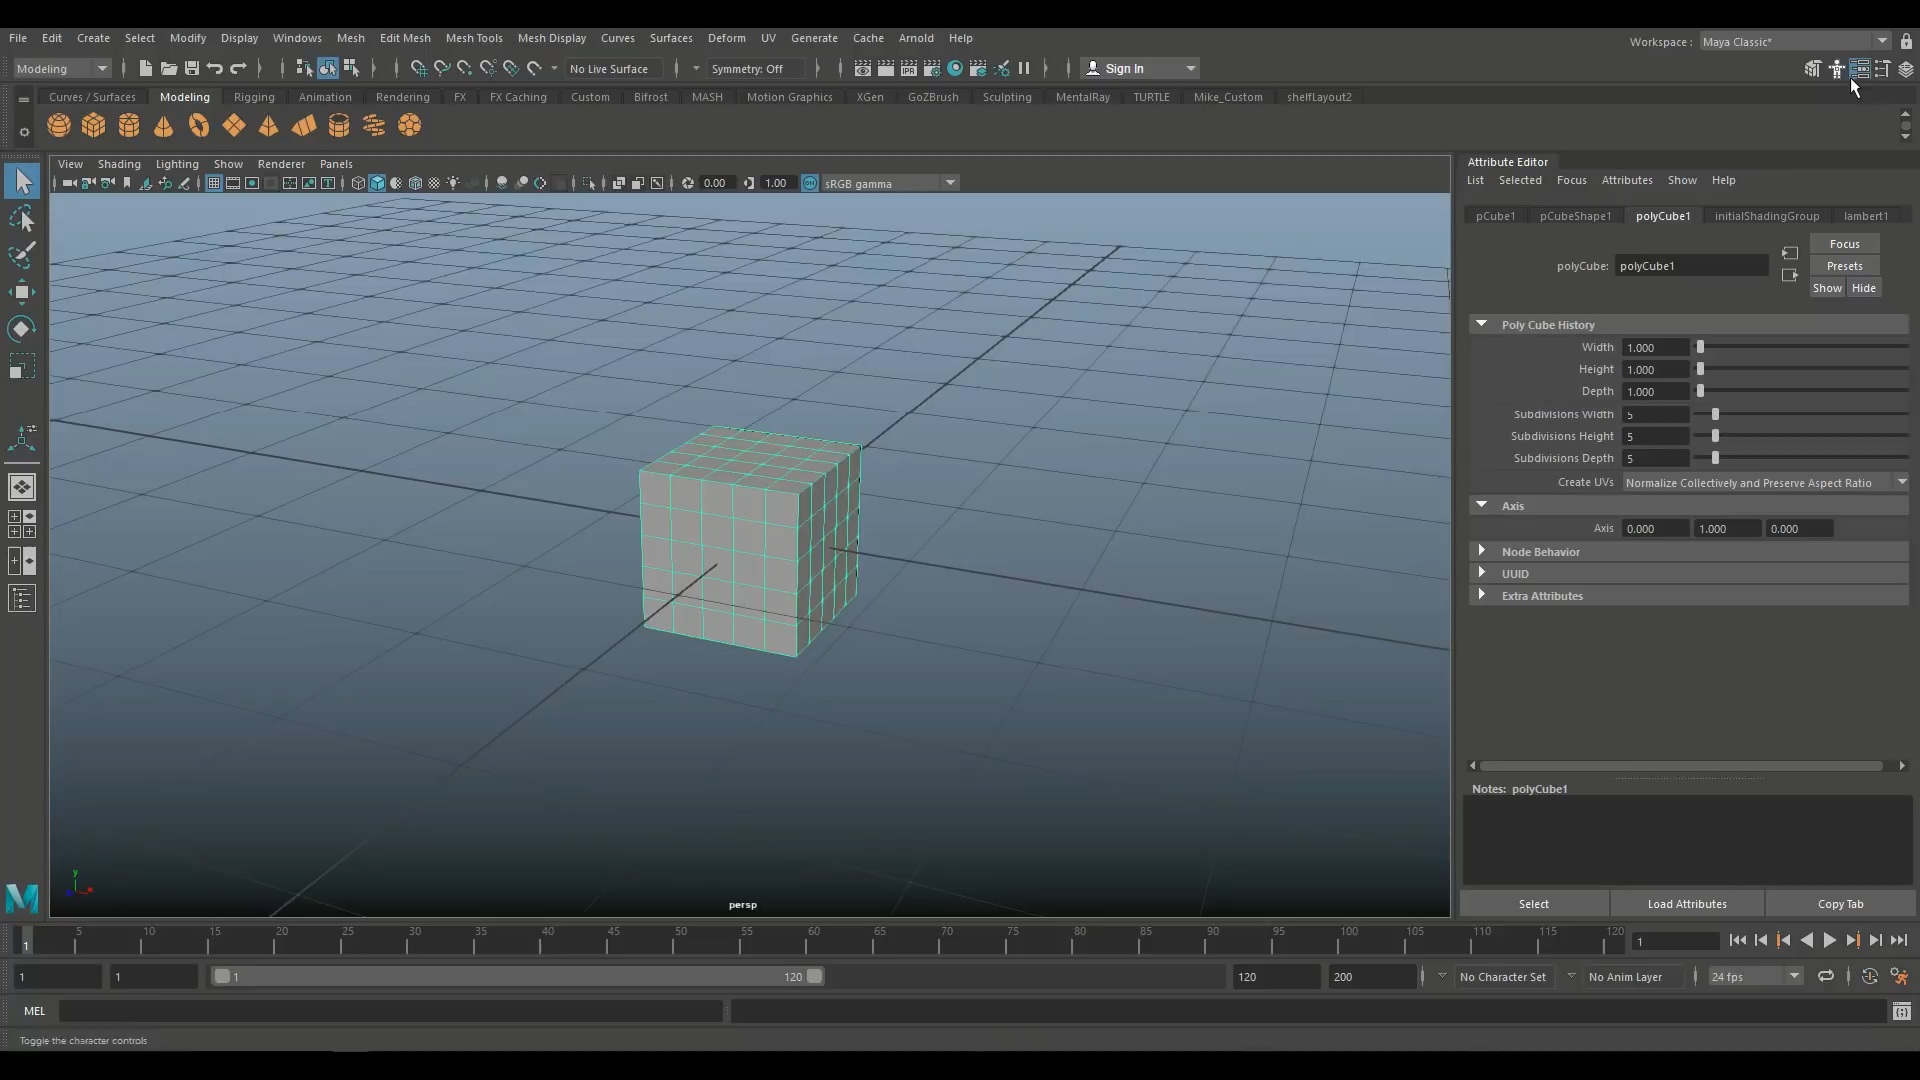 File Edit Create Select Modify Display Windows Mesh Edit Mesh Mesh Tools Mesh Display Curves Surfaces Deform UV Generate Cache Arnold Help
Workspace : Maya Classic*
Modeling No Live Surface Symmetry: Off IPR Sign In
Curves / Surfaces Modeling Rigging Animation Rendering FX FX Caching Custom Bifrost MASH Motion Graphics XGen GoZBrush Sculpting MentalRay TURTLE Mike_Custom shelfLayout2
View Shading Lighting Show Renderer Panels
0.00 1.00 ON sRGB gamma
Attribute Editor
List Selected Focus Attributes Show Help
pCube1 pCubeShape1 polyCube1 initialShadingGroup lambert1
Focus
polyCube: polyCube1 Presets
Show Hide
Poly Cube History
Width 1.000
Height 1.000
Depth 1.000
Subdivisions Width 5
Subdivisions Height 5
Subdivisions Depth 5
Create UVs Normalize Collectively and Preserve Aspect Ratio
Axis
Axis 0.000 1.000 0.000
Node Behavior
UUID
Extra Attributes
Notes: polyCube1
Select Load Attributes Copy Tab
y
persp
1 5 10 15 20 25 30 35 40 45 50 55 60 65 70 75 80 85 90 95 100 105 110 115 120 1
1 1 1 120 120 200 No Character Set No Anim Layer 24 fps
MEL
Toggle the character controls